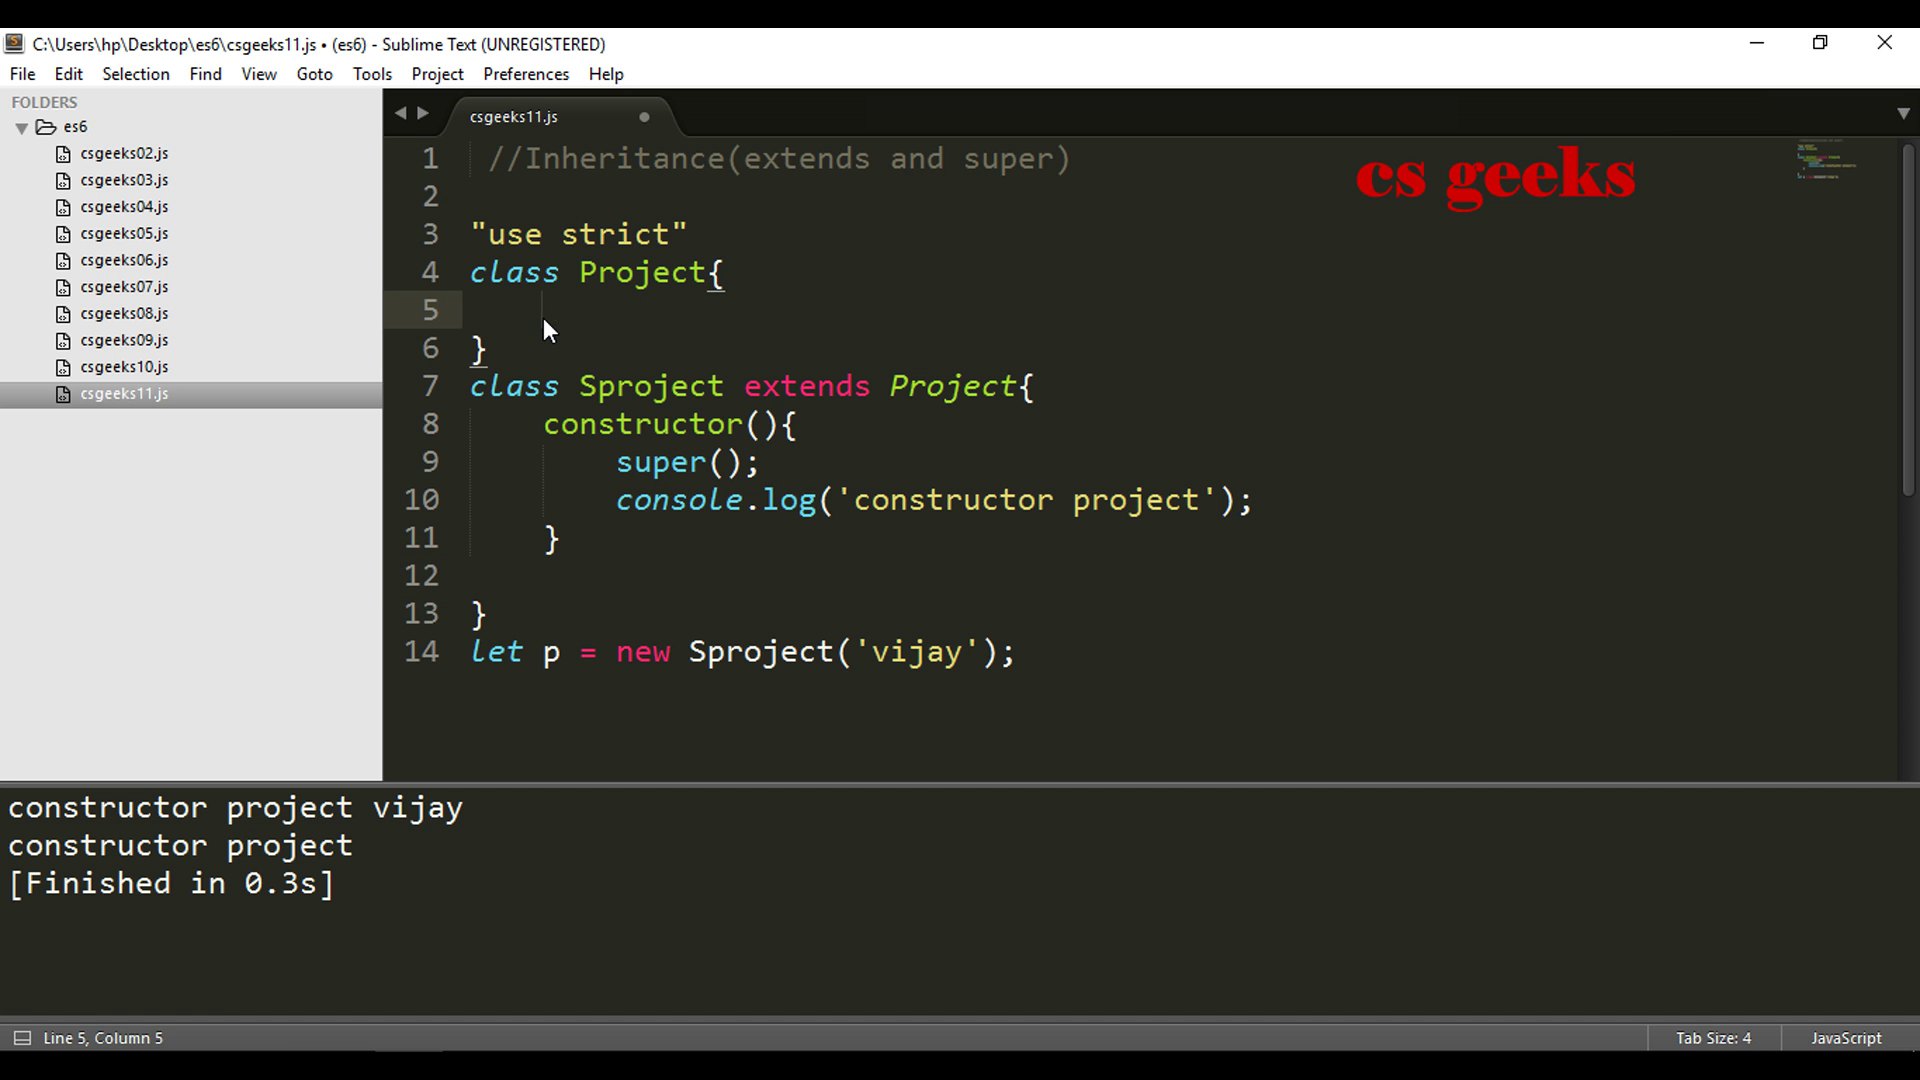 C:\Users\hp\Desktop\es6\csgeeks11.js • (es6) - Sublime Text (UNREGISTERED)
File Edit Selection Find View Goto Tools Project Preferences Help
FOLDERS
es6
csgeeks02.js
csgeeks03.js
csgeeks04.js
csgeeks05.js
csgeeks06.js
csgeeks07.js
csgeeks08.js
csgeeks09.js
csgeeks10.js
csgeeks11.js
csgeeks11.js
cs geeks
1 //Inheritance(extends and super)
2
3 "use strict"
4 class Project{
5
6 }
7 class Sproject extends Project{
8     constructor(){
9         super();
10         console.log('constructor project');
11     }
12
13 }
14 let p = new Sproject('vijay');
constructor project vijay
constructor project
[Finished in 0.3s]
Line 5, Column 5
Tab Size: 4
JavaScript